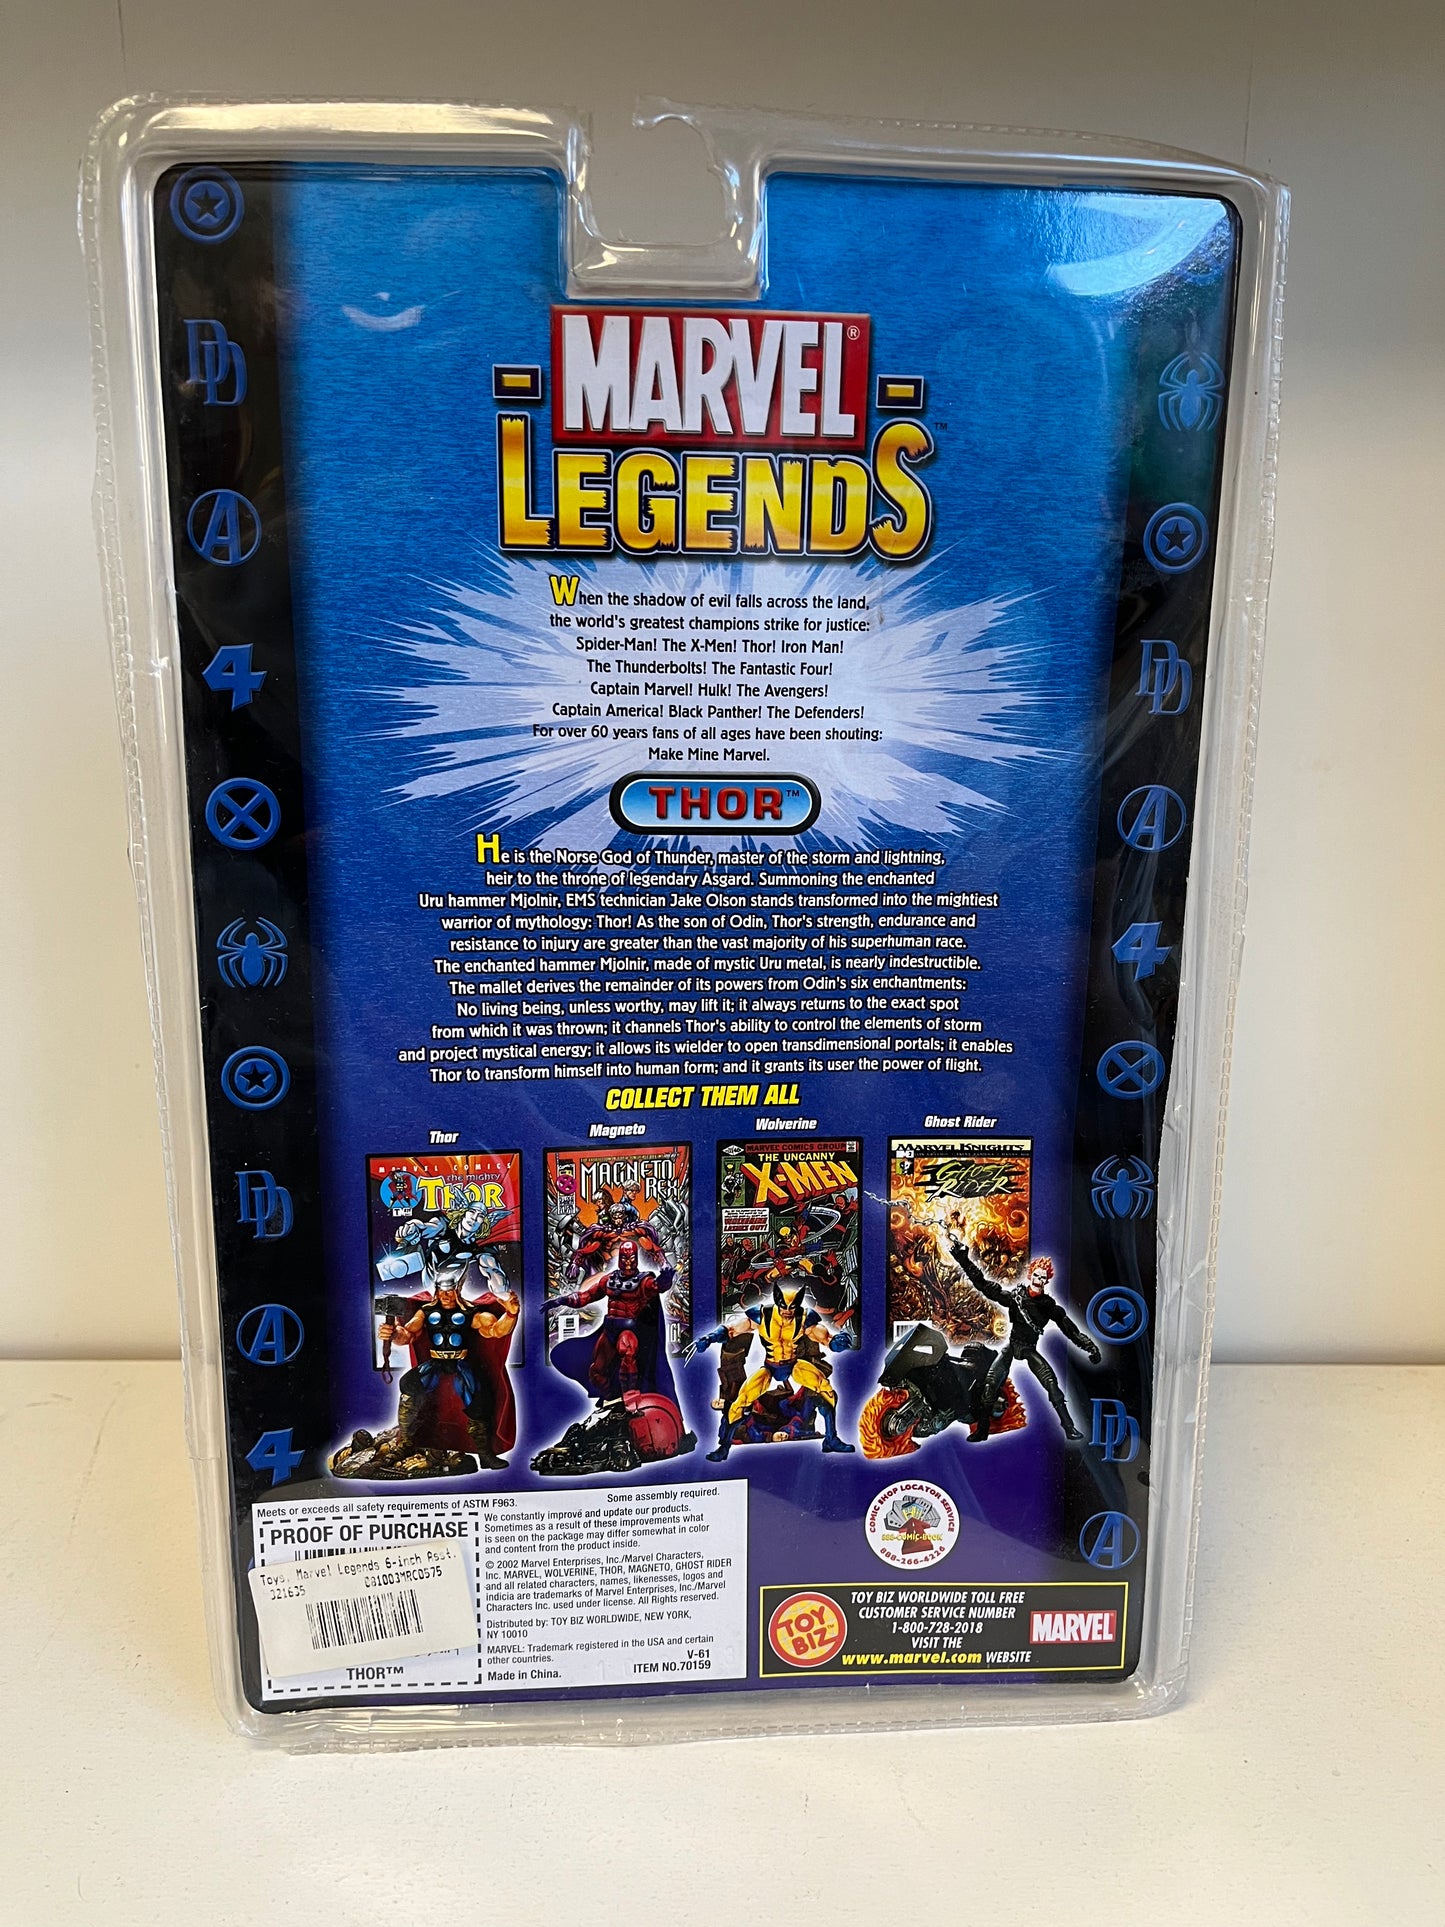 MARVEL®
LEGENDS™
When the shadow of evil falls across the land,
the world's greatest champions strike for justice:
Spider-Man! The X-Men! Thor! Iron Man!
The Thunderbolts! The Fantastic Four!
Captain Marvel! Hulk! The Avengers!
Captain America! Black Panther! The Defenders!
For over 60 years fans of all ages have been shouting:
Make Mine Marvel.
THOR™
He is the Norse God of Thunder, master of the storm and lightning,
heir to the throne of legendary Asgard. Summoning the enchanted
Uru hammer Mjolnir, EMS technician Jake Olson stands transformed into the mightiest
warrior of mythology: Thor! As the son of Odin, Thor's strength, endurance and
resistance to injury are greater than the vast majority of his superhuman race.
The enchanted hammer Mjolnir, made of mystic Uru metal, is nearly indestructible.
The mallet derives the remainder of its powers from Odin's six enchantments:
No living being, unless worthy, may lift it; it always returns to the exact spot
from which it was thrown; it channels Thor's ability to control the elements of storm
and project mystical energy; it allows its wielder to open transdimensional portals; it enables
Thor to transform himself into human form; and it grants its user the power of flight.
COLLECT THEM ALL
Thor
Magneto
Wolverine
Ghost Rider
MARVEL COMICS
THE MIGHTY
THOR
MAGNETO
REX
MARVEL COMICS GROUP
THE UNCANNY
X-MEN
WOLVERINE
LASHES OUT!
MARVEL KNIGHTS
GHOST
RIDER
Meets or exceeds all safety requirements of ASTM F963.
Some assembly required.
PROOF OF PURCHASE
Toys, Marvel Legends 6-inch Asst.
321635 081003MRC0575
THOR™
We constantly improve and update our products.
Sometimes as a result of these improvements what
is seen on the package may differ somewhat in color
and content from the product inside.
© 2002 Marvel Enterprises, Inc./Marvel Characters,
Inc. MARVEL, WOLVERINE, THOR, MAGNETO, GHOST RIDER
and all related characters, names, likenesses, logos and
indicia are trademarks of Marvel Enterprises, Inc./Marvel
Characters Inc. used under license. All Rights reserved.
Distributed by: TOY BIZ WORLDWIDE, NEW YORK,
NY 10010
MARVEL: Trademark registered in the USA and certain
other countries.
V-61
Made in China.
ITEM NO.70159
COMIC SHOP LOCATOR SERVICE
888-COMIC-BOOK
888-266-4226
TOY BIZ™
TOY BIZ WORLDWIDE TOLL FREE
CUSTOMER SERVICE NUMBER
1-800-728-2018
VISIT THE
www.marvel.com WEBSITE
MARVEL